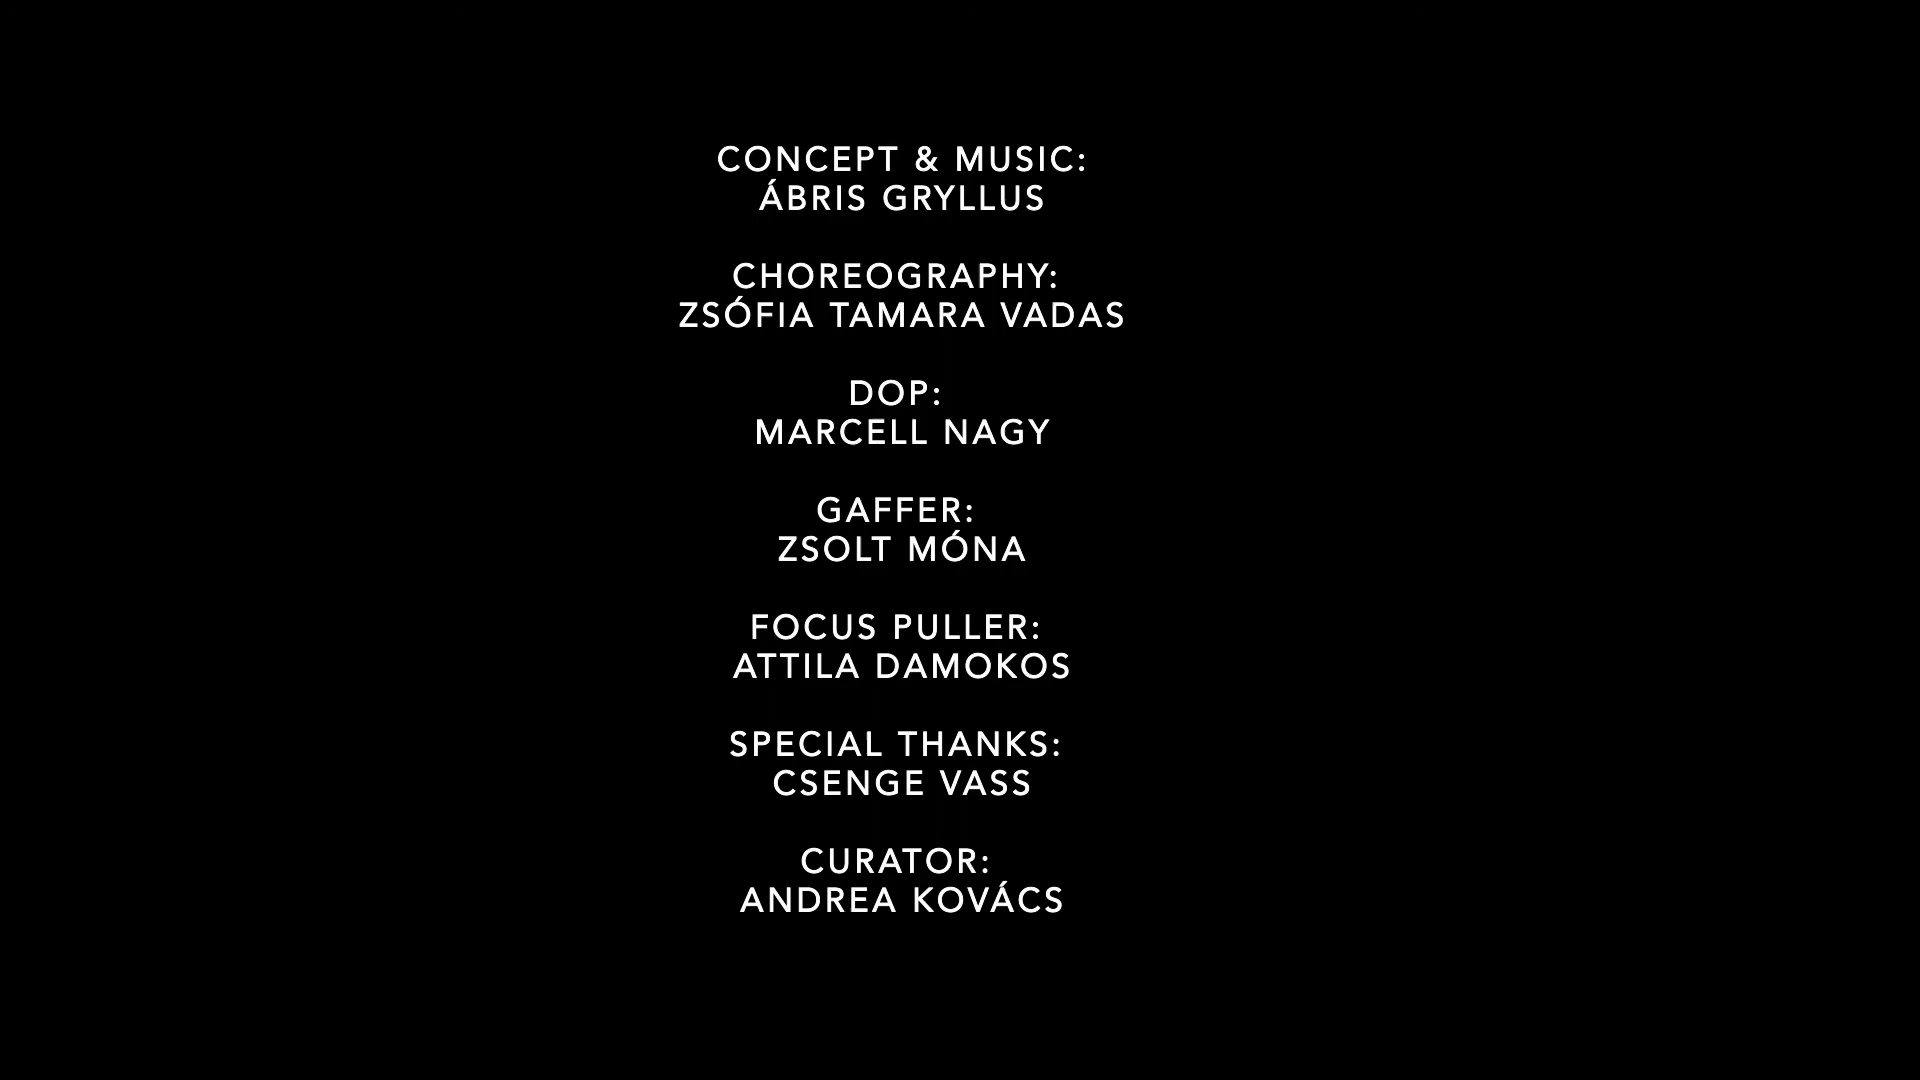 CONCEPT & MUSIC:
ÁBRIS GRYLLUS
CHOREOGRAPHY:
ZSÓFIA TAMARA VADAS
DOP:
MARCELL NAGY
GAFFER:
ZSOLT MÓNA
FOCUS PULLER:
ATTILA DAMOKOS
SPECIAL THANKS:
CSENGE VASS
CURATOR:
ANDREA KOVÁCS